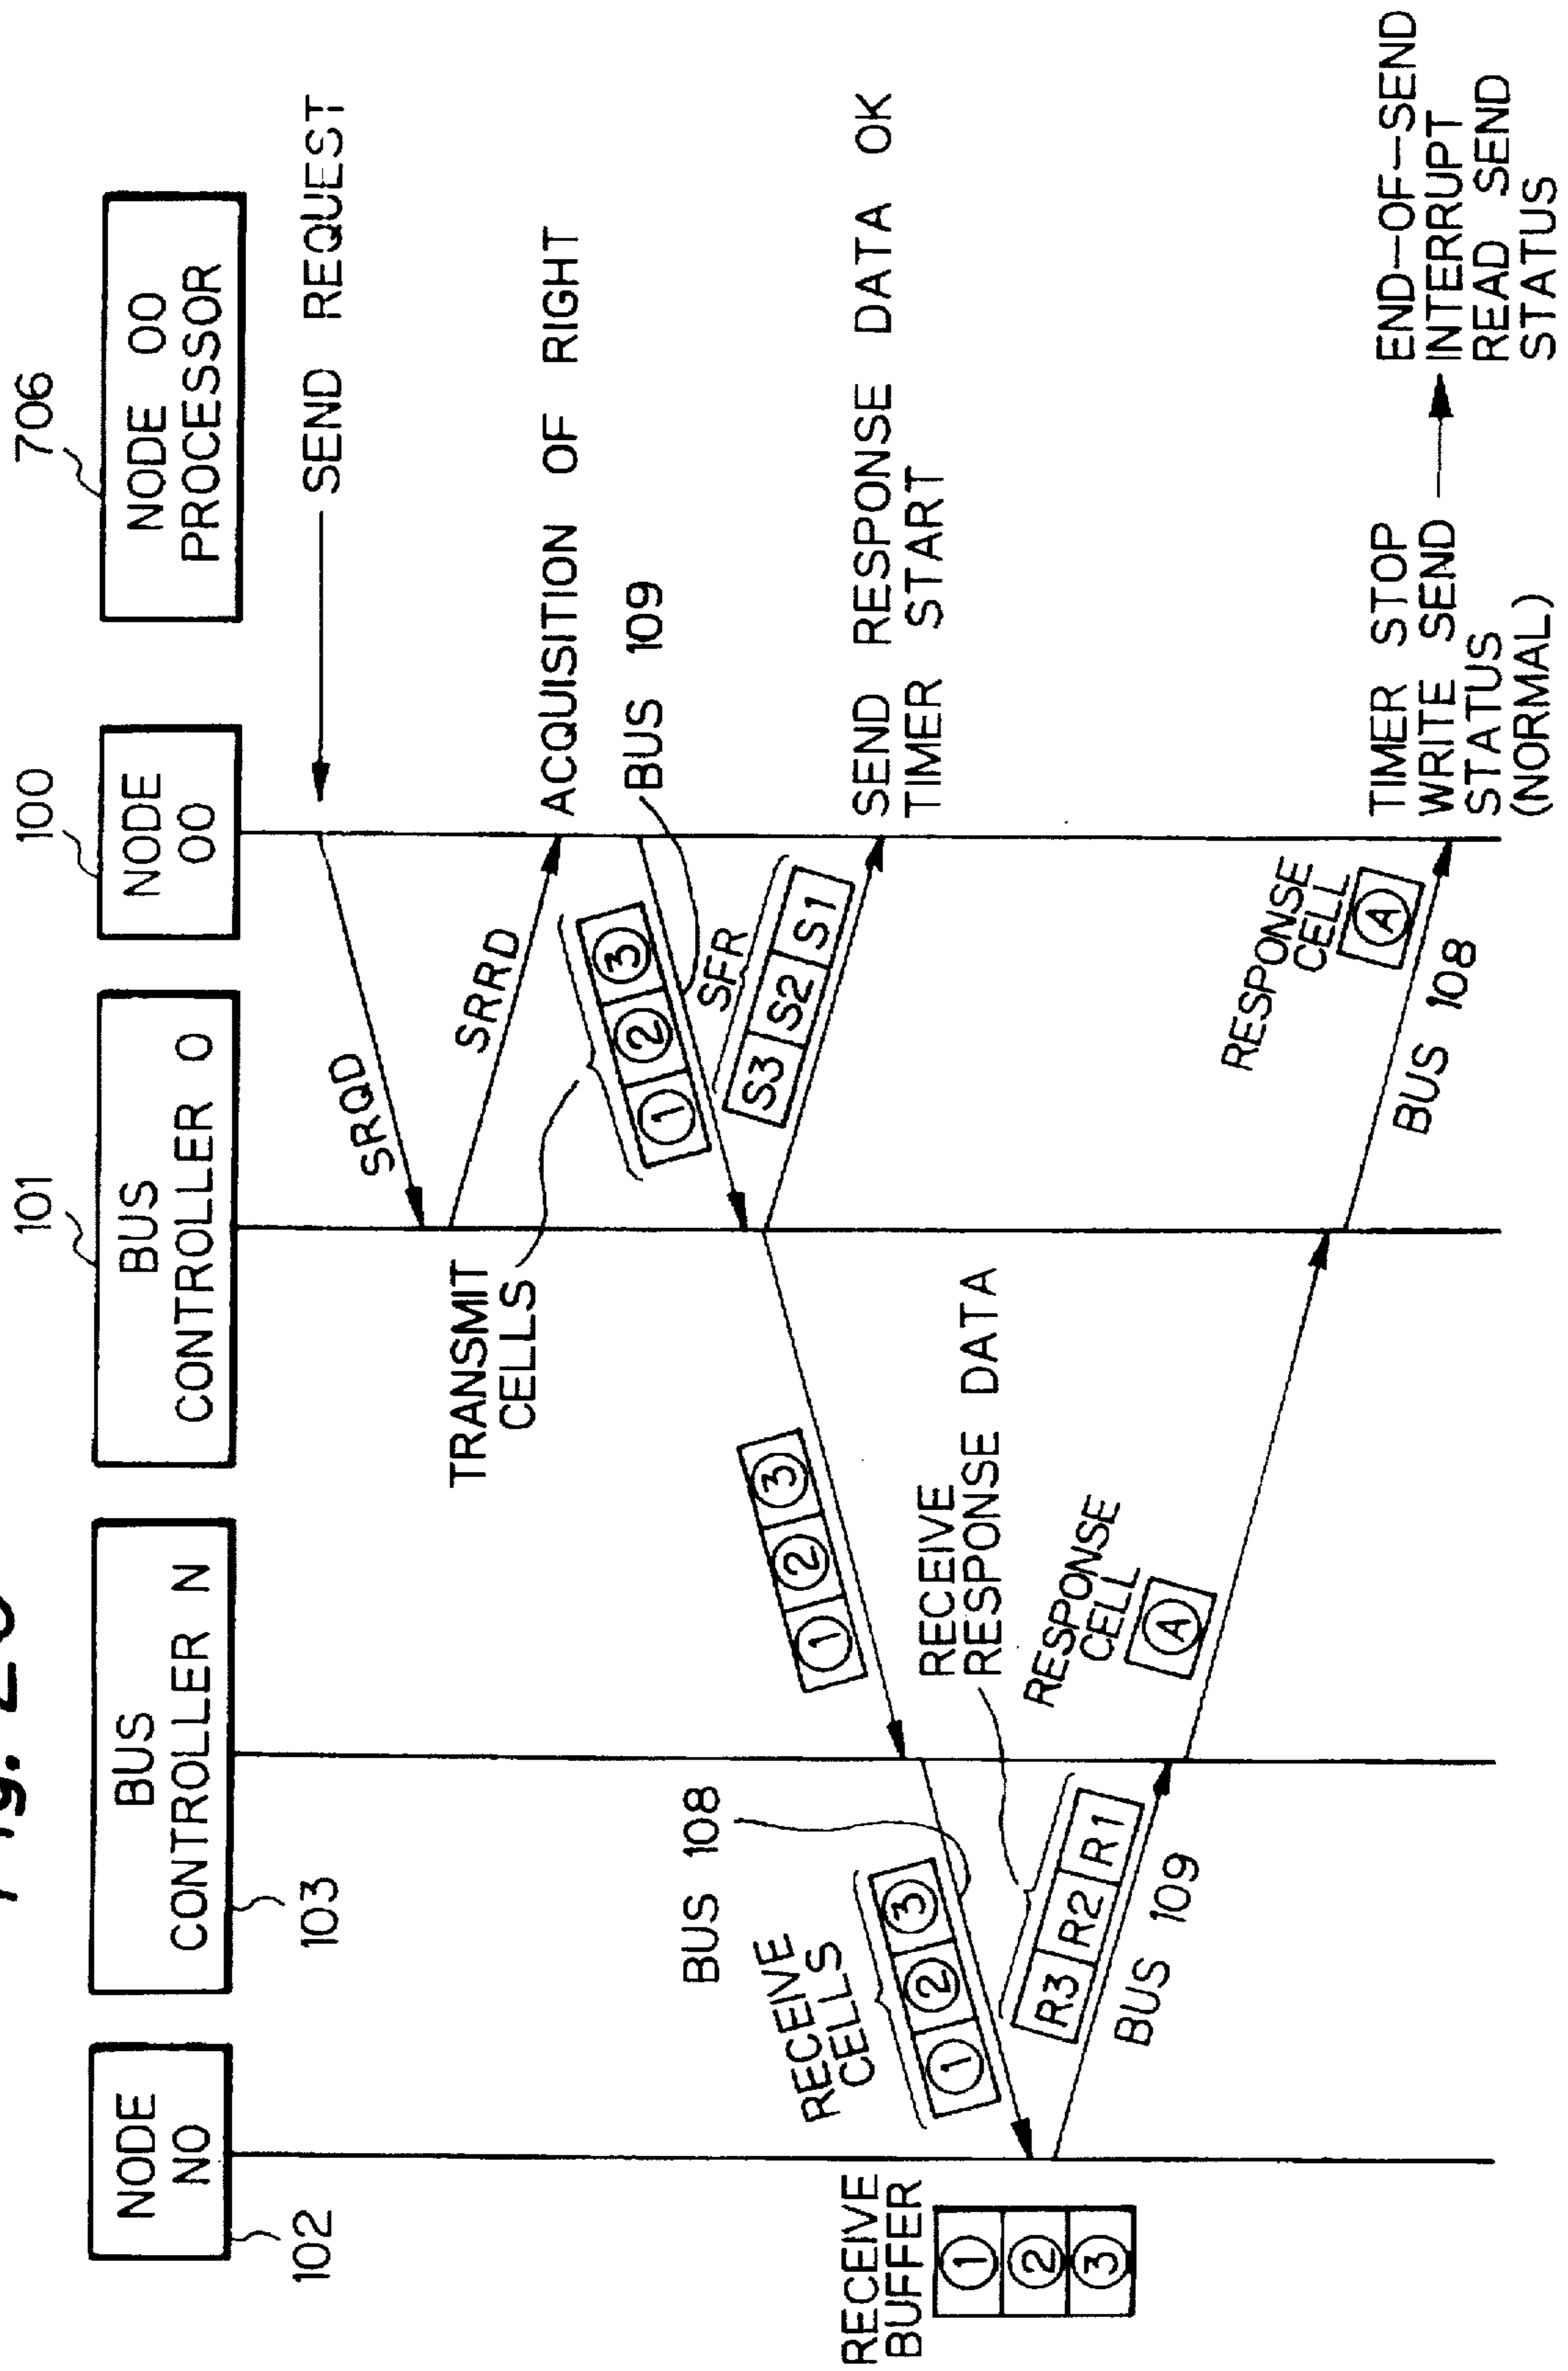 706
NODE 00
PROCESSOR
100
NODE
00
101
BUS
CONTROLLER 0
BUS
CONTROLLER N
103
NODE
N0
102
SEND REQUEST
SRQD
SRRD
ACQUISITION OF RIGHT
BUS 109
TRANSMIT
CELLS
① ② ③
SFR
S3 S2 S1
SEND RESPONSE DATA OK
TIMER START
① ② ③
BUS 108
RECEIVE
CELLS
① ② ③
RECEIVE
RESPONSE DATA
R3 R2 R1
BUS 109
RECEIVE
BUFFER
①
②
③
RESPONSE
CELL
Ⓐ
RESPONSE
CELL
Ⓐ
BUS 108
TIMER STOP
WRITE SEND
STATUS
(NORMAL)
END-OF-SEND
INTERRUPT
READ SEND
STATUS